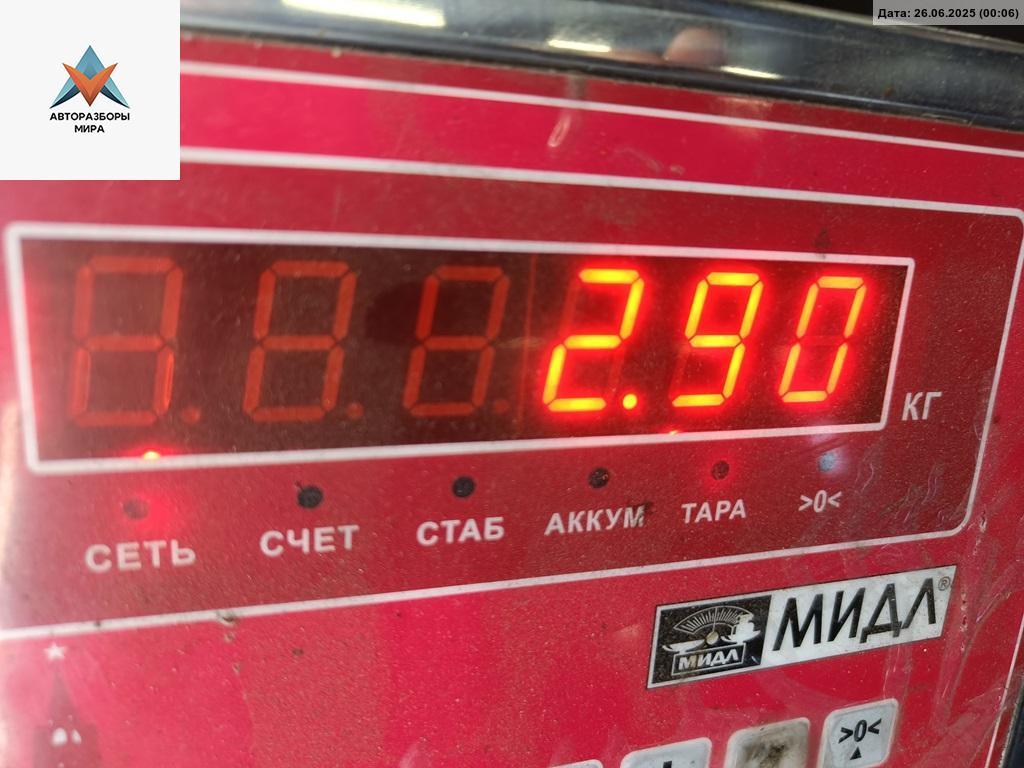 Дата: 26.06.2025 (00:06)
АВТОРАЗБОРЫ
МИРА
2.90
КГ
СЕТЬ СЧЕТ СТАБ АККУМ ТАРА >0<
МИДЛ МИДЛ®
>0<